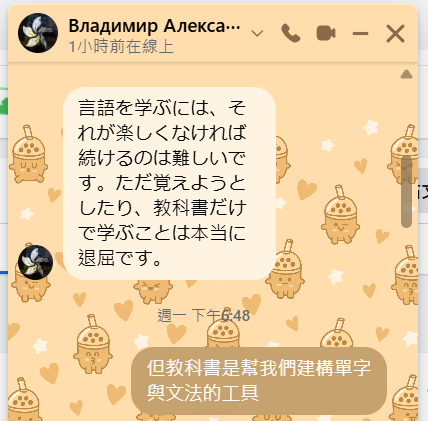 Владимир Алекса…
1小時前在線上
言語を学ぶには、そ
れが楽しくなければ
続けるのは難しいで
す。ただ覚えようと
したり、教科書だけ
で学ぶことは本当に
退屈です。
週一 下午6:48
但教科書是幫我們建構單字
與文法的工具